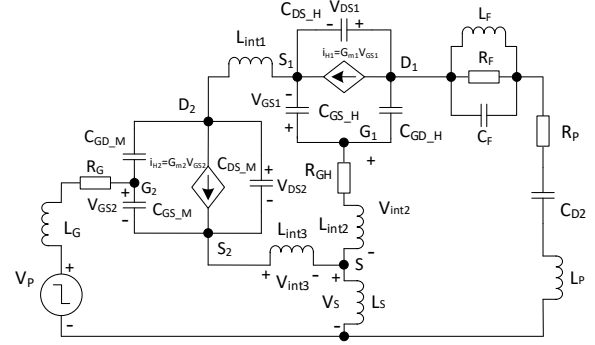 C_DS_H
V_DS1
- +
L_F
L_int1
S_1
i_H1=G_m1V_GS1
D_1
R_F
D_2
V_GS1
-
+
C_GS_H
G_1
C_GD_H
C_F
R_P
C_GD_M
i_H2=G_m2V_GS2
C_DS_M
+
V_DS2
-
+
R_GH
R_G
G_2
+
V_GS2
-
C_GS_M
L_int2
V_int2
-
C_D2
L_G
S_2
L_int3
+ V_int3 -
S
+
V_S
-
L_S
L_P
V_P
+
-